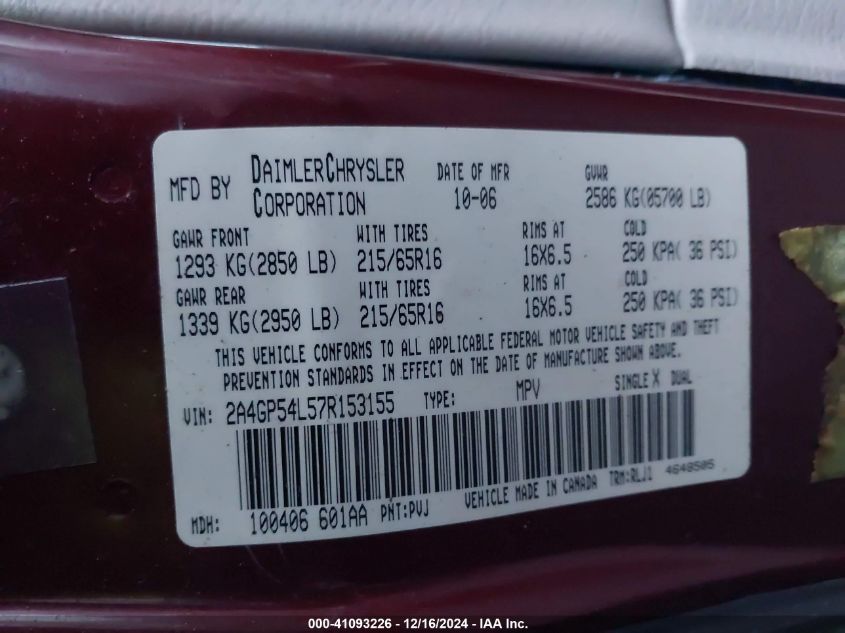 MFD BY DAIMLERCHRYSLER CORPORATION
DATE OF MFR 10-06
GVWR 2586 KG(05700 LB)
GAWR FRONT WITH TIRES RIMS AT COLD
1293 KG(2850 LB) 215/65R16 16X6.5 250 KPA( 36 PSI)
GAWR REAR WITH TIRES RIMS AT COLD
1339 KG(2950 LB) 215/65R16 16X6.5 250 KPA( 36 PSI)
THIS VEHICLE CONFORMS TO ALL APPLICABLE FEDERAL MOTOR VEHICLE SAFETY AND THEFT
PREVENTION STANDARDS IN EFFECT ON THE DATE OF MANUFACTURE SHOWN ABOVE.
VIN: 2A4GP54L57R153155 TYPE: MPV SINGLE X DUAL
MDH: 100406 601AA PNT:PVJ VEHICLE MADE IN CANADA TRM:RLJ1 4648505
000-41093226 - 12/16/2024 - IAA Inc.